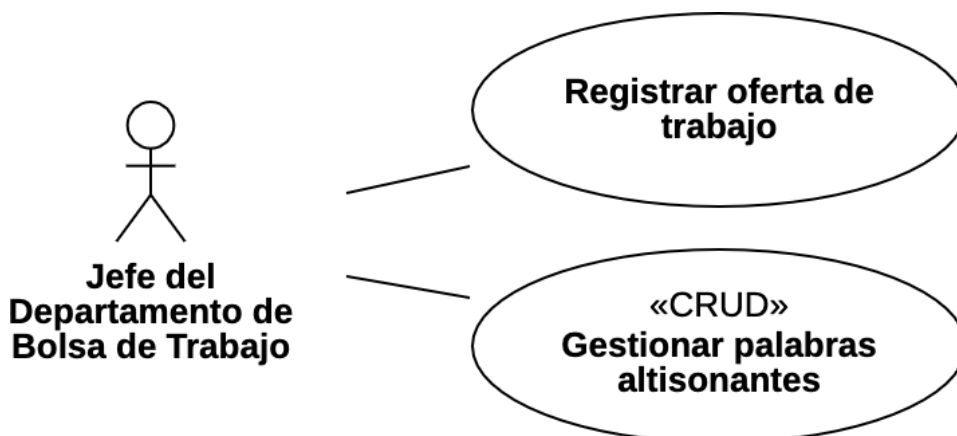 Registrar oferta de
trabajo
Jefe del
Departamento de
Bolsa de Trabajo
«CRUD»
Gestionar palabras
altisonantes